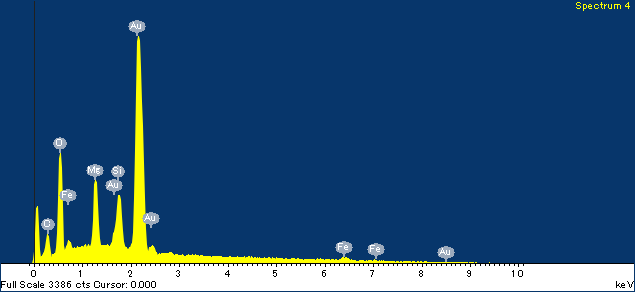 Spectrum 4
Au
O
Mg Si
Au
Fe
Au
C
Fe Fe Au
0 1 2 3 4 5 6 7 8 9 10
Full Scale 3386 cts Cursor: 0.000 keV